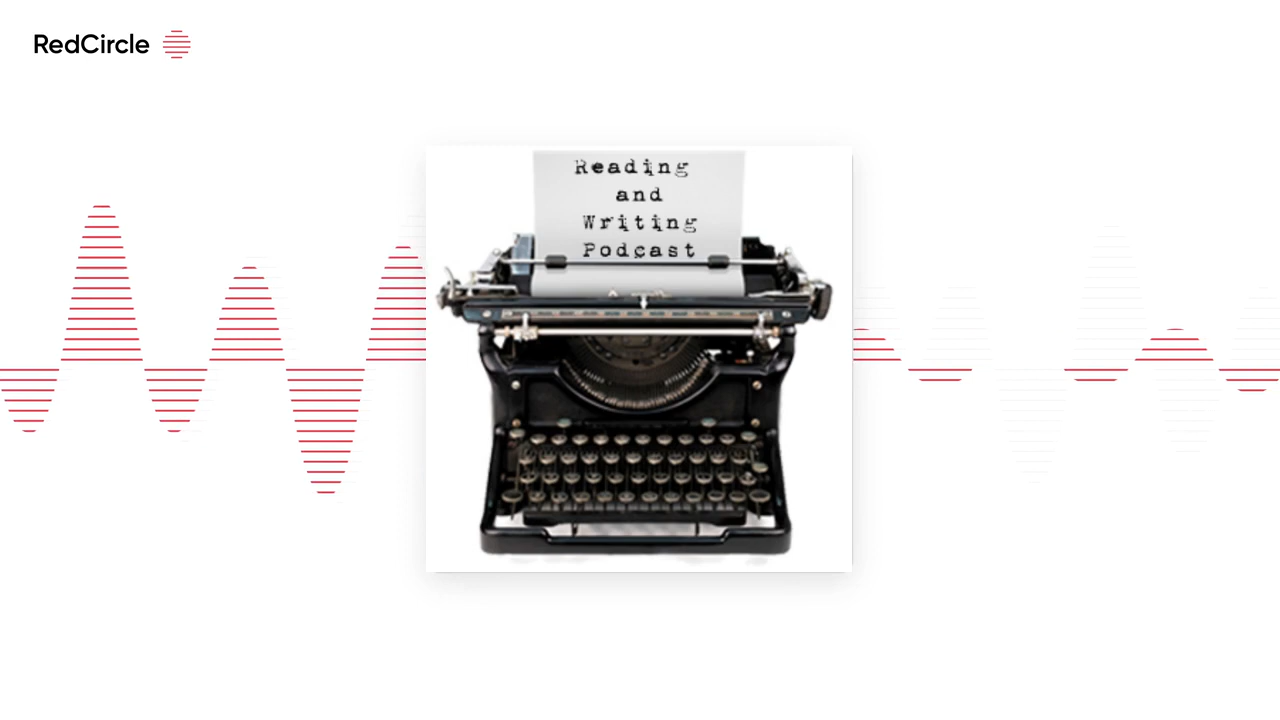 RedCircle
Reading
and
Writing
Podcast